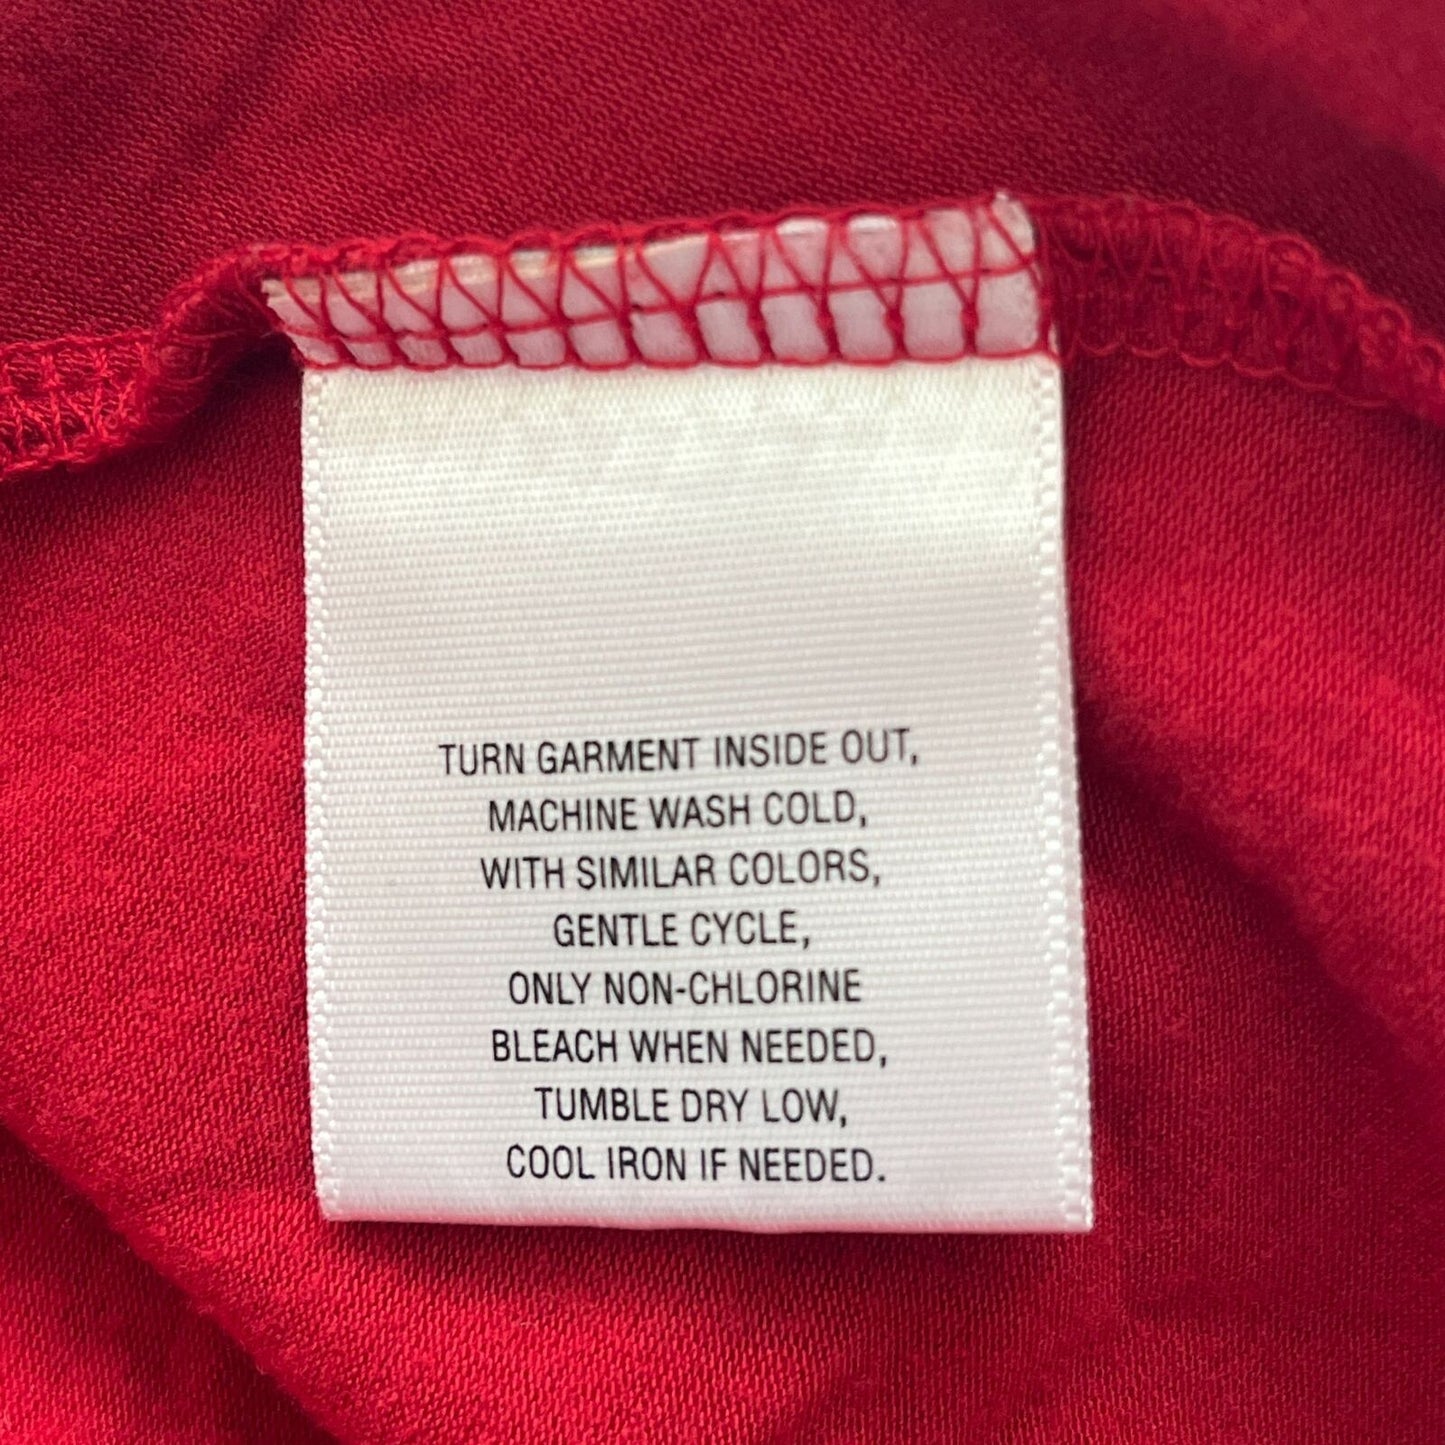 TURN GARMENT INSIDE OUT,
MACHINE WASH COLD,
WITH SIMILAR COLORS,
GENTLE CYCLE,
ONLY NON-CHLORINE
BLEACH WHEN NEEDED,
TUMBLE DRY LOW,
COOL IRON IF NEEDED.